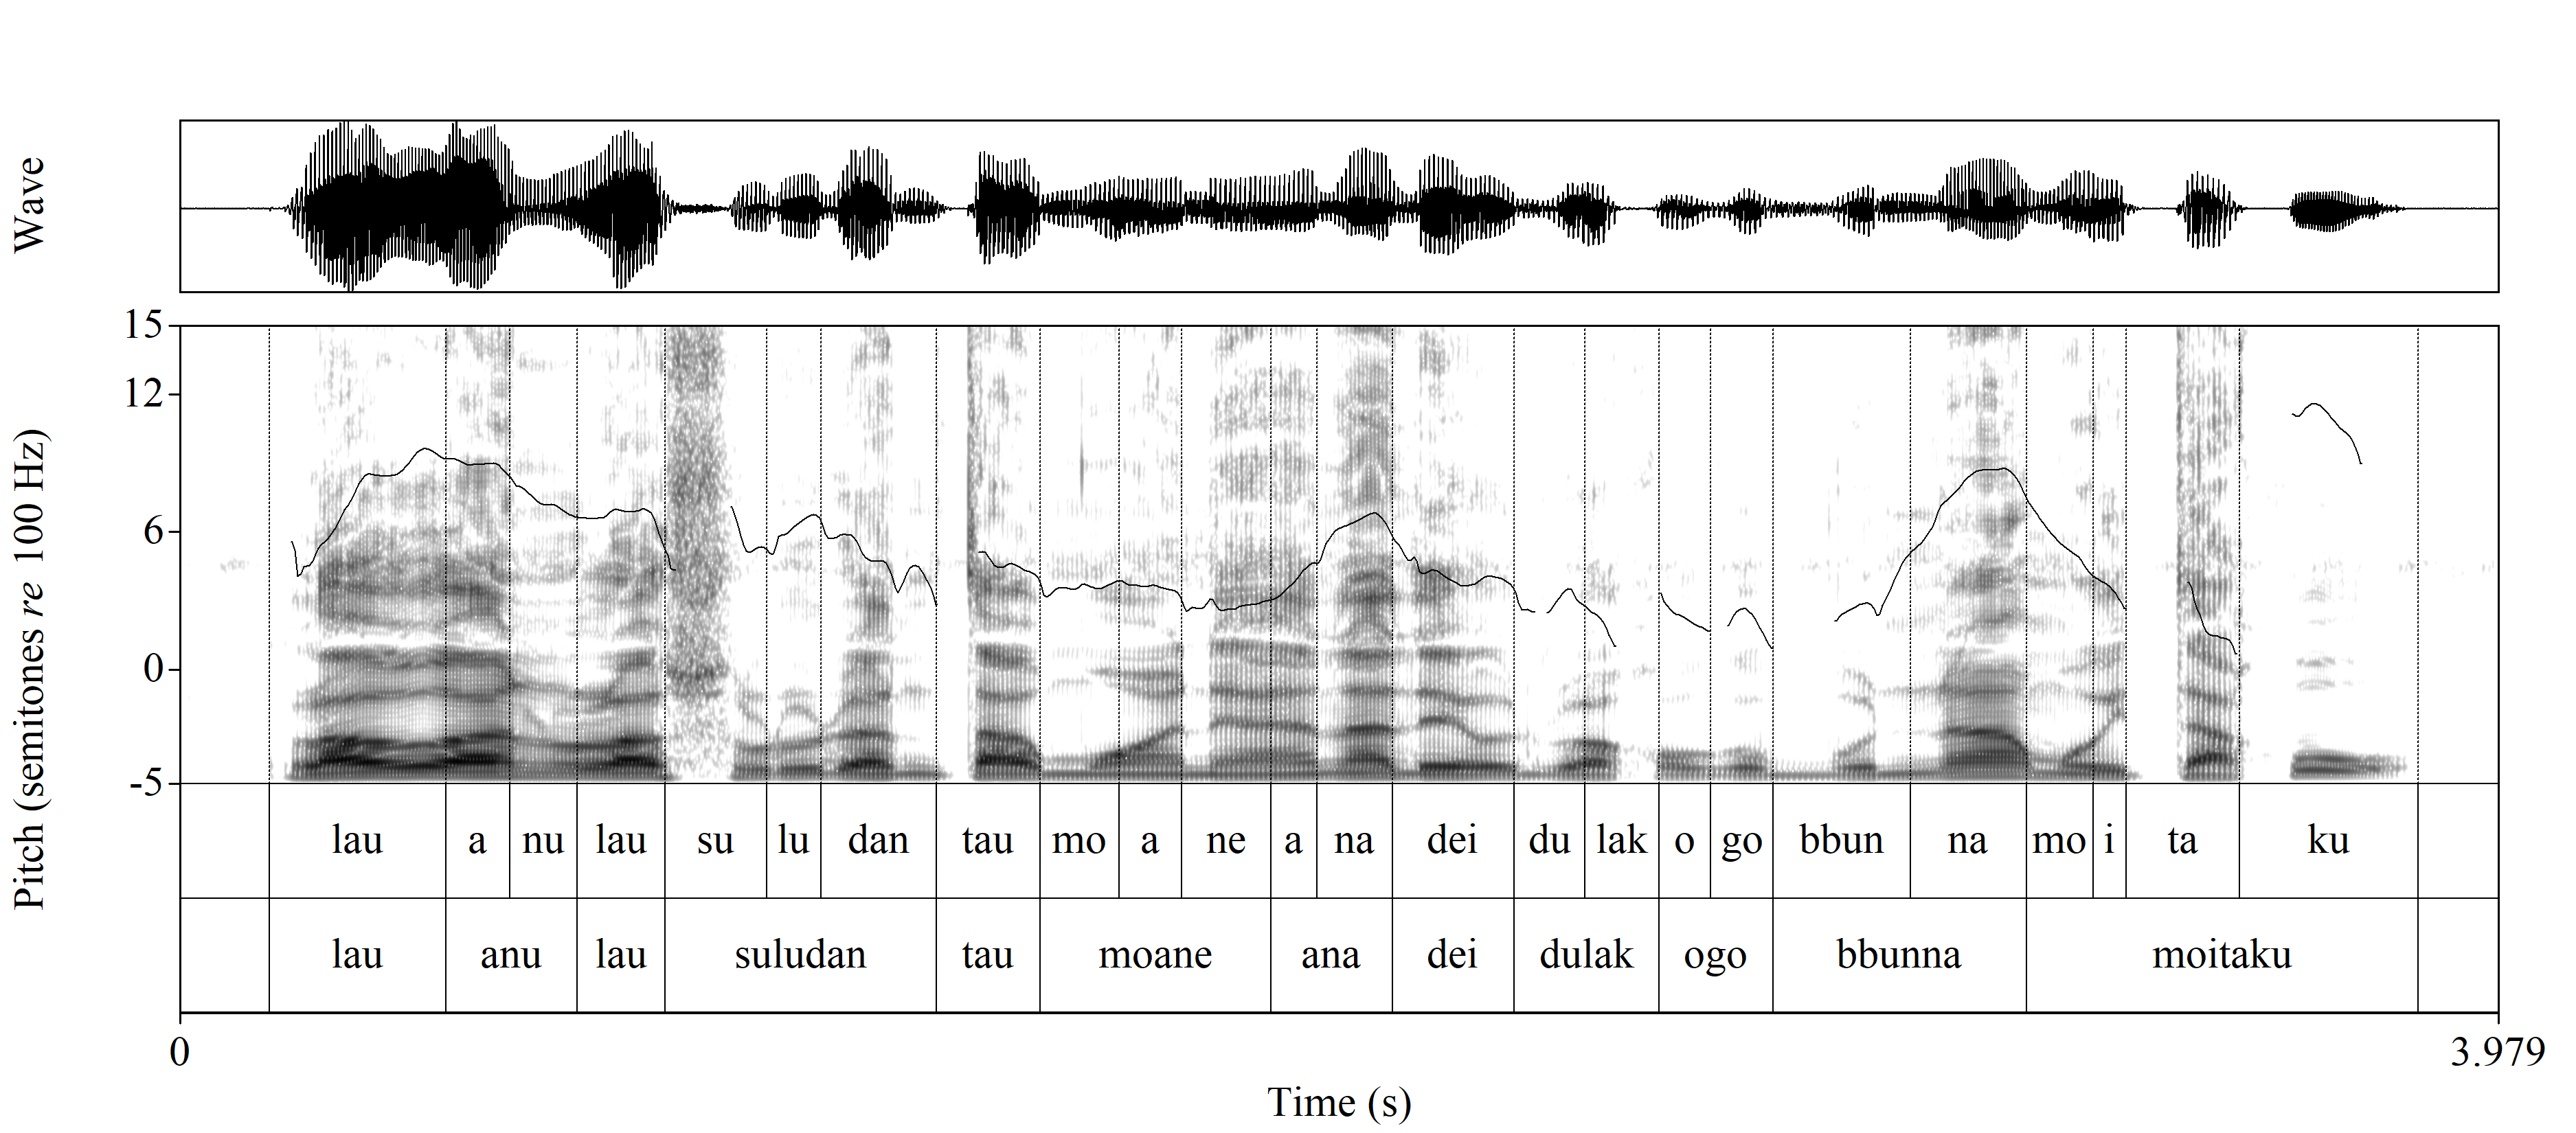 Wave
Pitch (semitones re 100 Hz)
15
12
6
0
-5
lau a nu lau su lu dan tau mo a ne a na dei du lak o go bbun na mo i ta ku
lau anu lau suludan tau moane ana dei dulak ogo bbunna moitaku
0 3.979
Time (s)